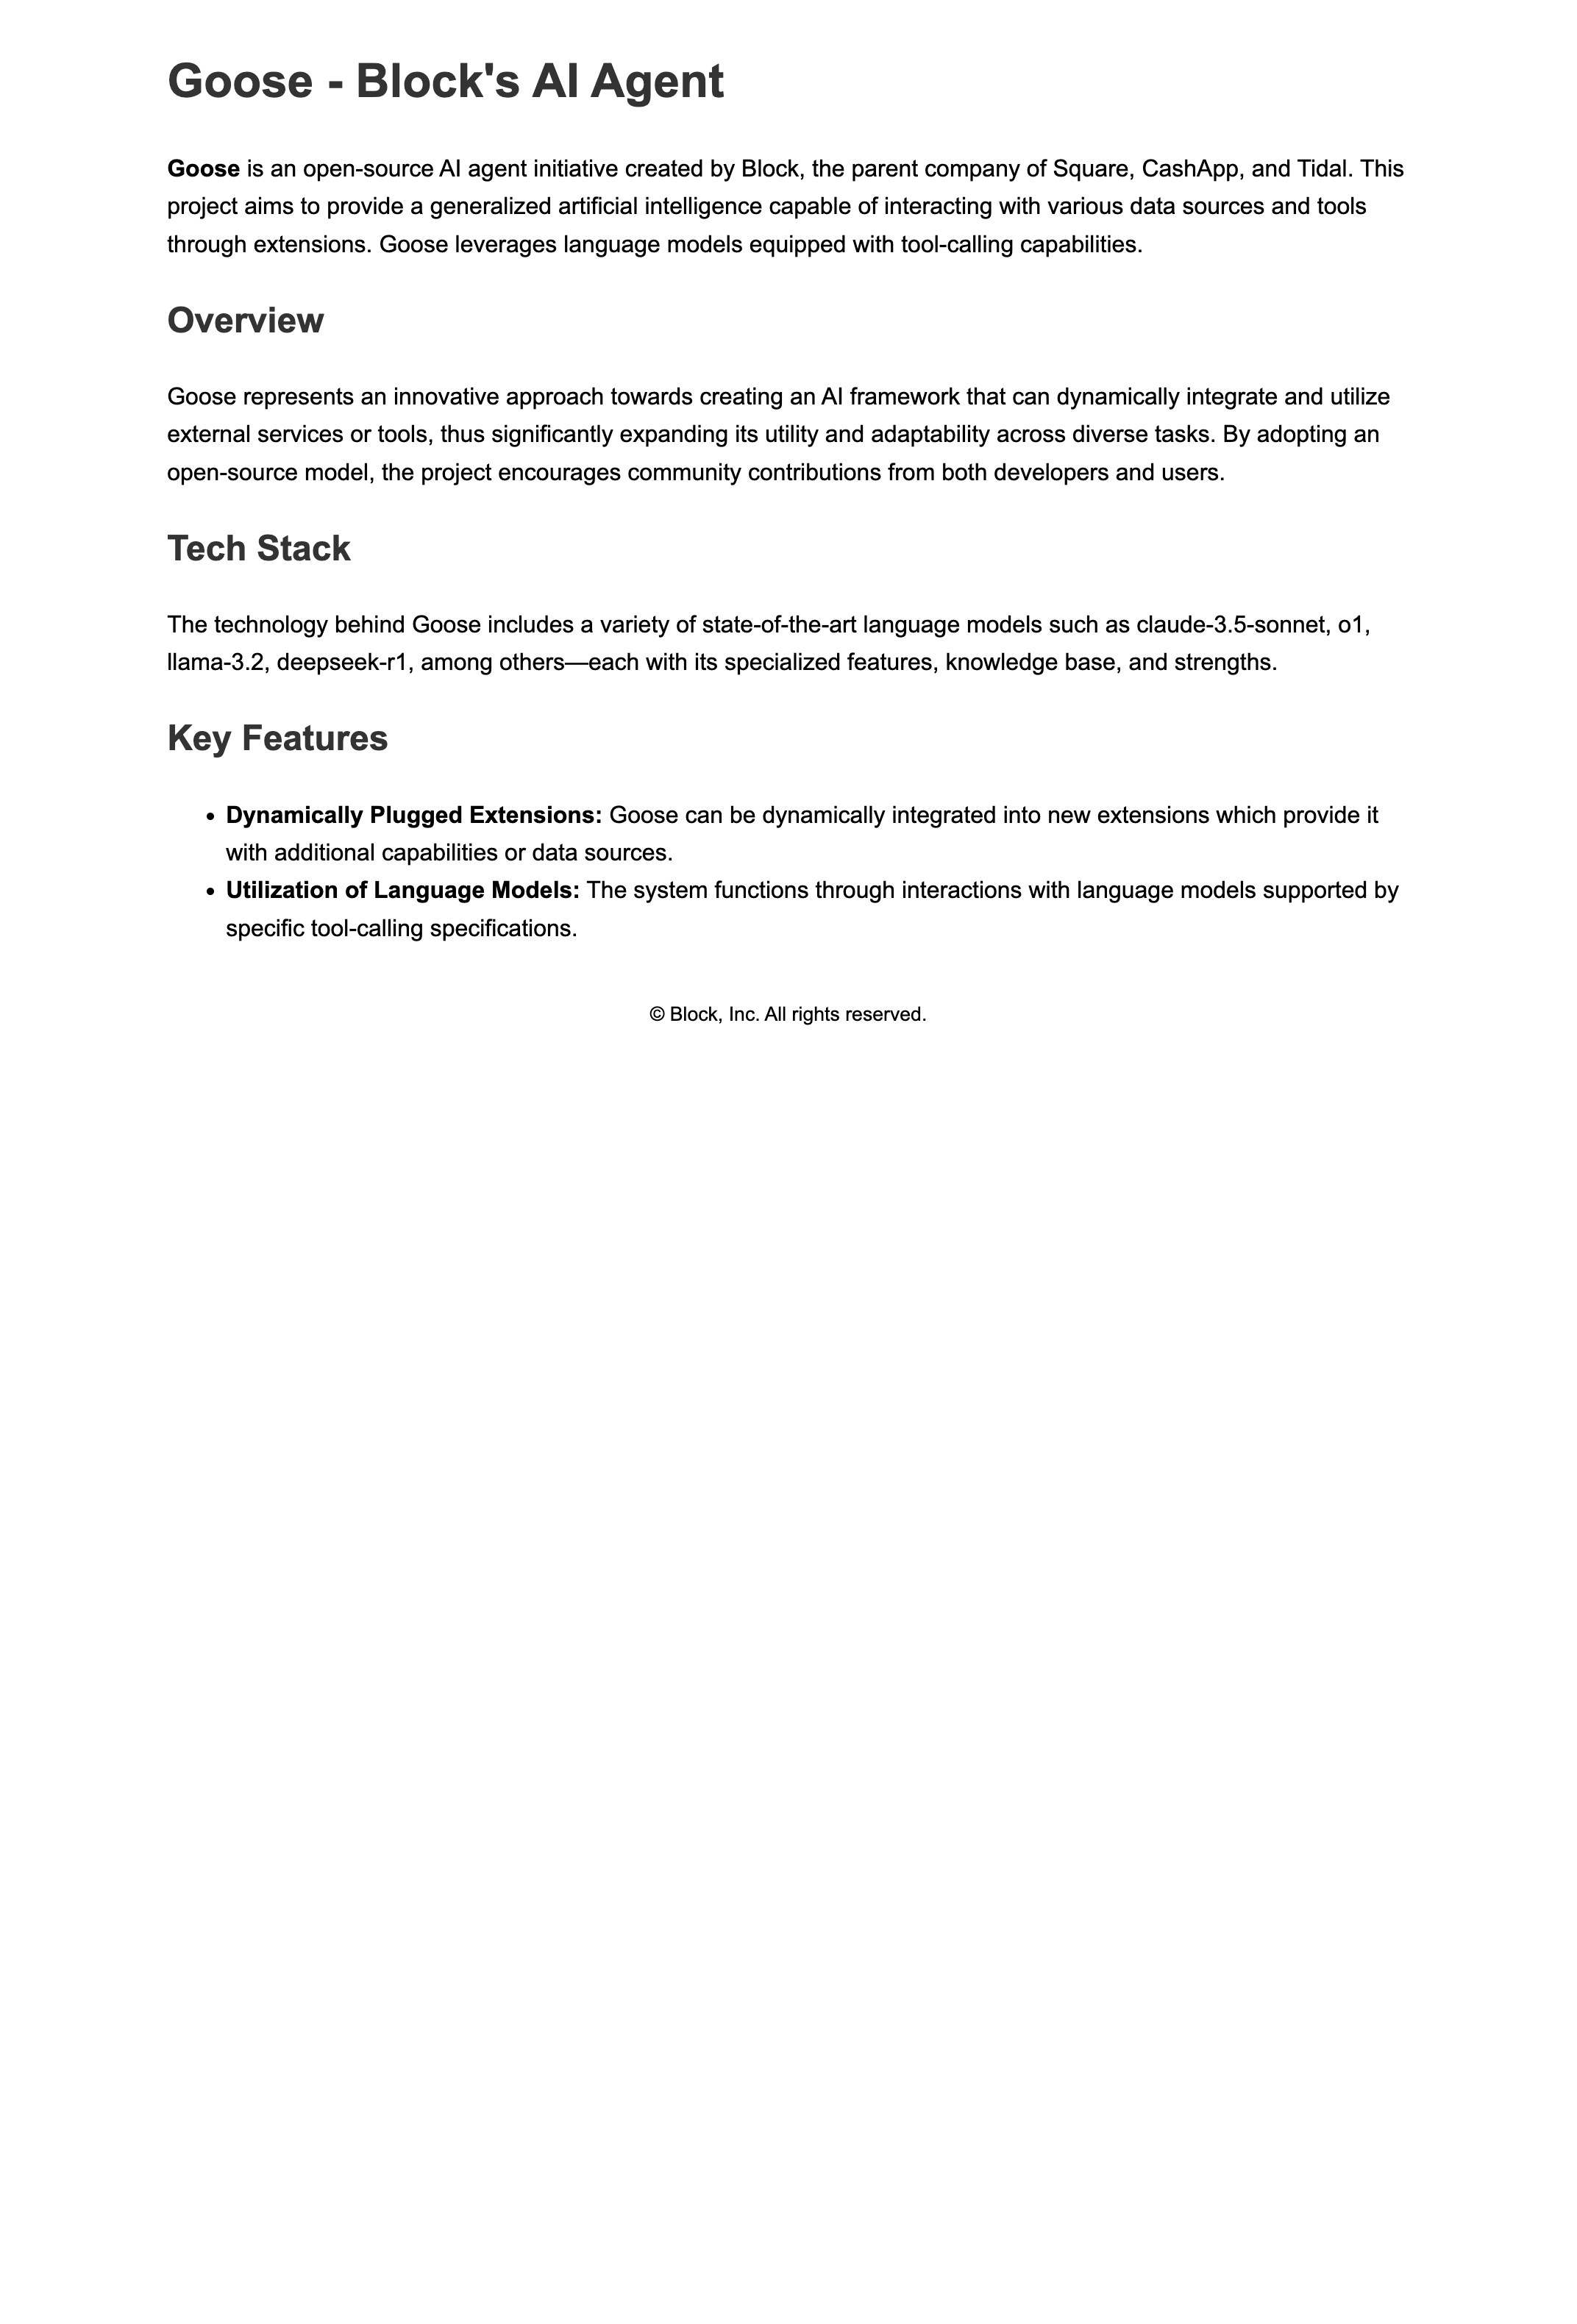 Goose - Block's AI Agent
Goose is an open-source AI agent initiative created by Block, the parent company of Square, CashApp, and Tidal. This
project aims to provide a generalized artificial intelligence capable of interacting with various data sources and tools
through extensions. Goose leverages language models equipped with tool-calling capabilities.
Overview
Goose represents an innovative approach towards creating an AI framework that can dynamically integrate and utilize
external services or tools, thus significantly expanding its utility and adaptability across diverse tasks. By adopting an
open-source model, the project encourages community contributions from both developers and users.
Tech Stack
The technology behind Goose includes a variety of state-of-the-art language models such as claude-3.5-sonnet, o1,
llama-3.2, deepseek-r1, among others—each with its specialized features, knowledge base, and strengths.
Key Features
• Dynamically Plugged Extensions: Goose can be dynamically integrated into new extensions which provide it
with additional capabilities or data sources.
• Utilization of Language Models: The system functions through interactions with language models supported by
specific tool-calling specifications.
© Block, Inc. All rights reserved.